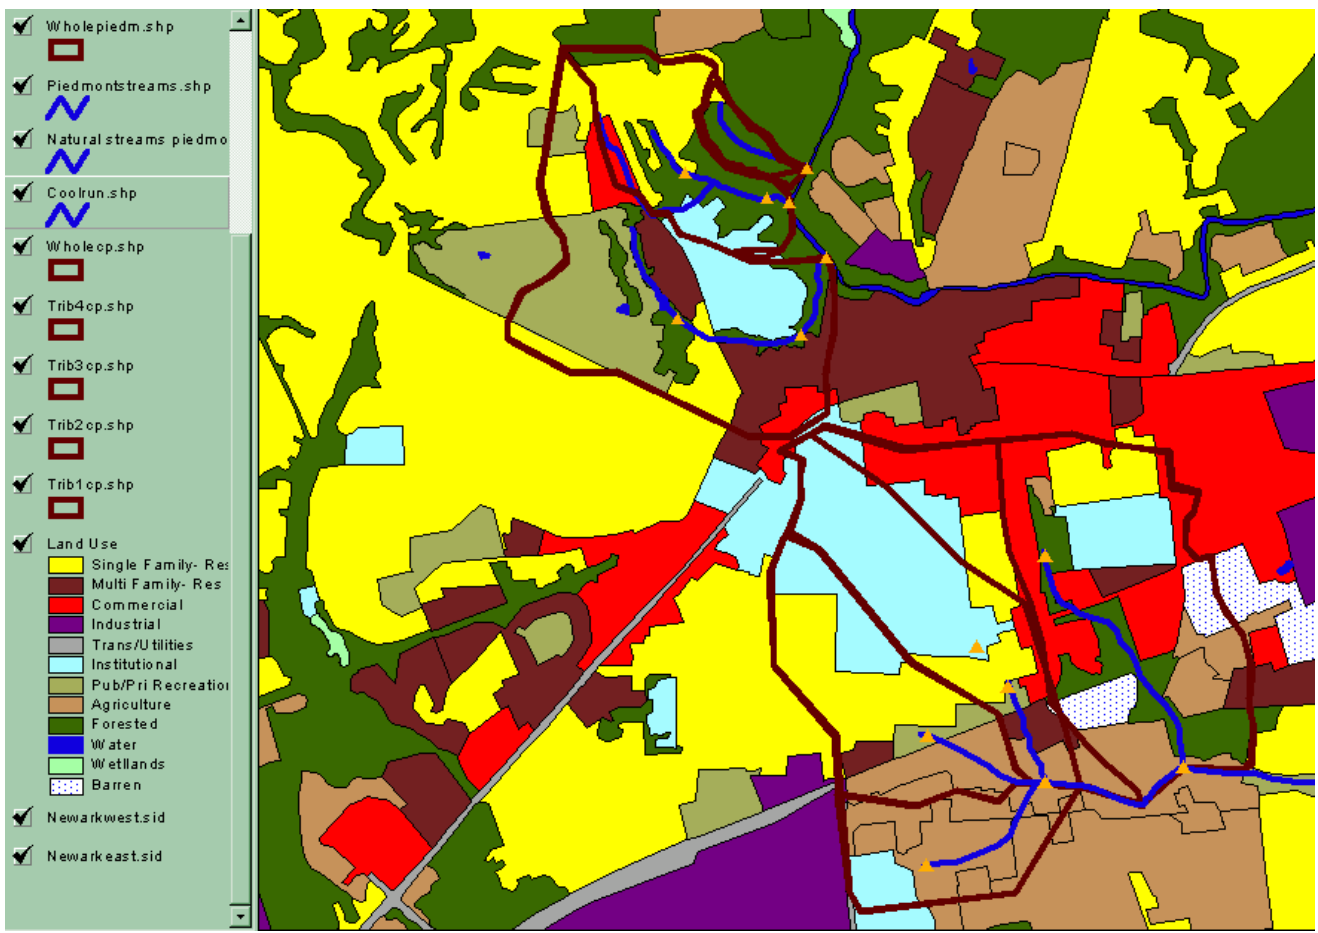 Wholepiedm.shp
Piedmontstreams.shp
Natural streams piedmo
Coolrun.shp
Wholecp.shp
Trib4cp.shp
Trib3cp.shp
Trib2cp.shp
Trib1cp.shp
Land Use
Single Family- Res
Multi Family- Res
Commercial
Industrial
Trans/Utilities
Institutional
Pub/Pri Recreation
Agriculture
Forested
Water
Wetllands
Barren
Newarkwest.sid
Newarkeast.sid